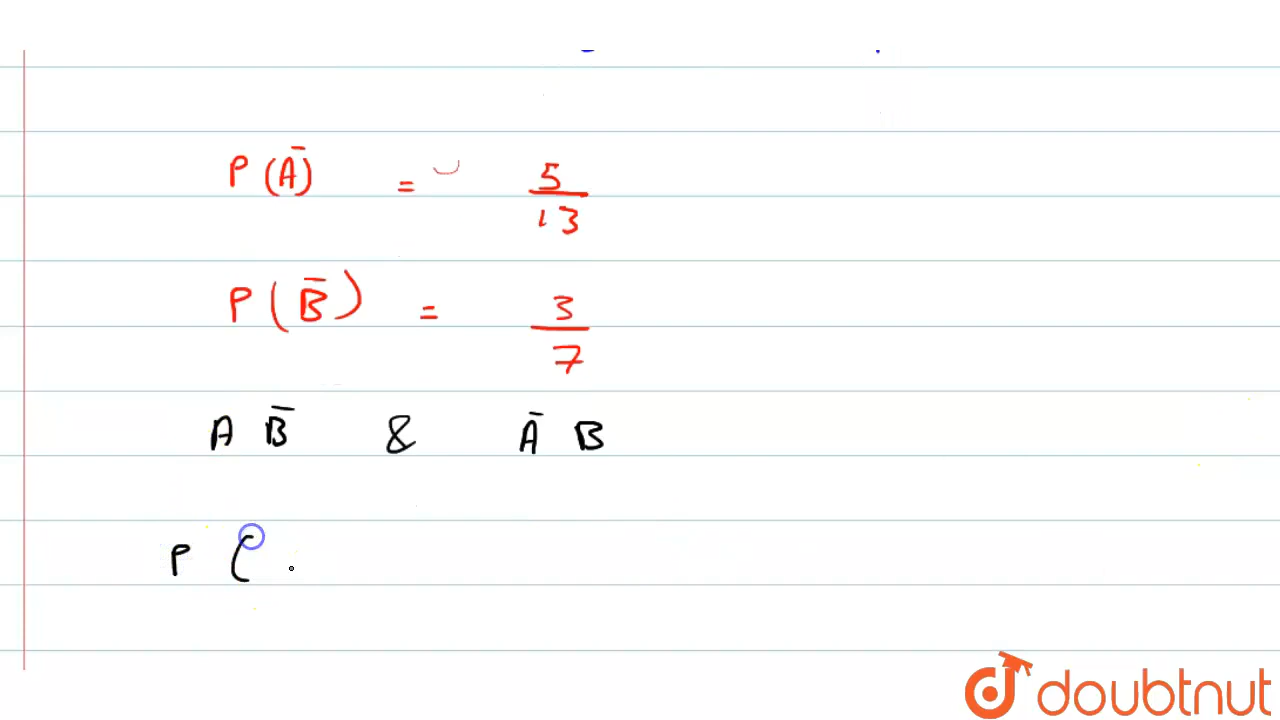 P (Ā) = 5/13
P (B̄) = 3/7
A B̄ & Ā B
P (
doubtnut